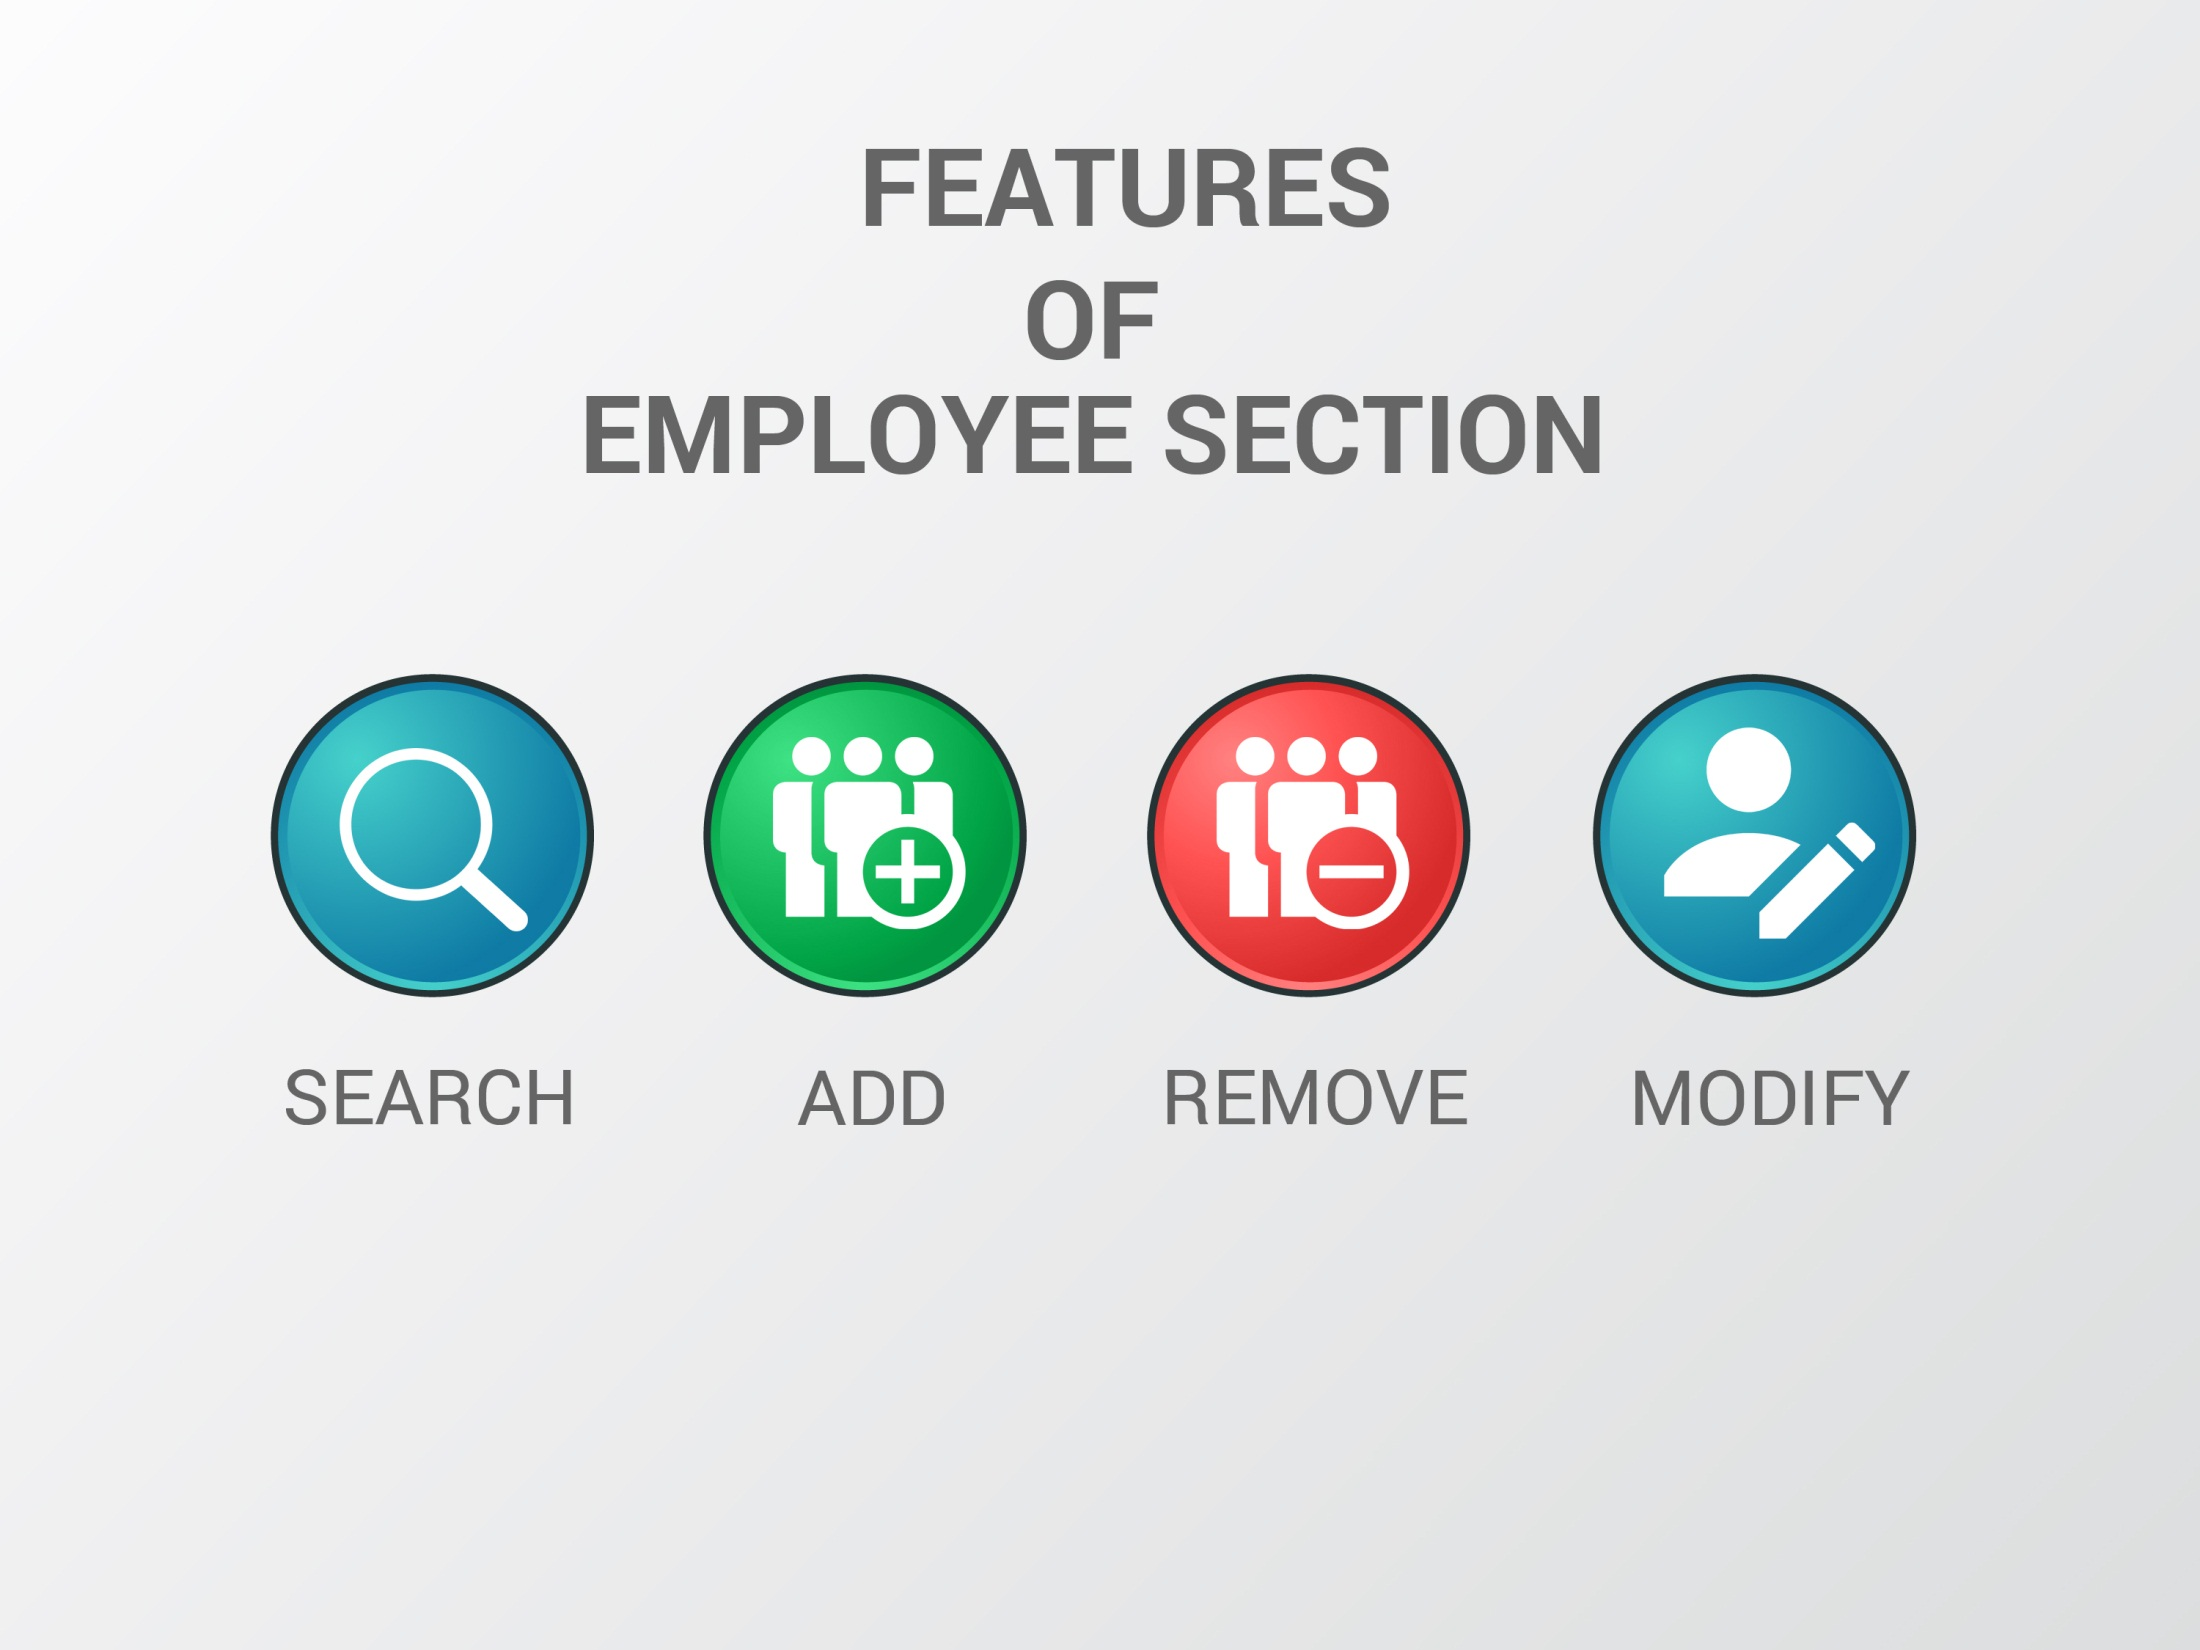 FEATURES
OF
EMPLOYEE SECTION
SEARCH
ADD
REMOVE
MODIFY